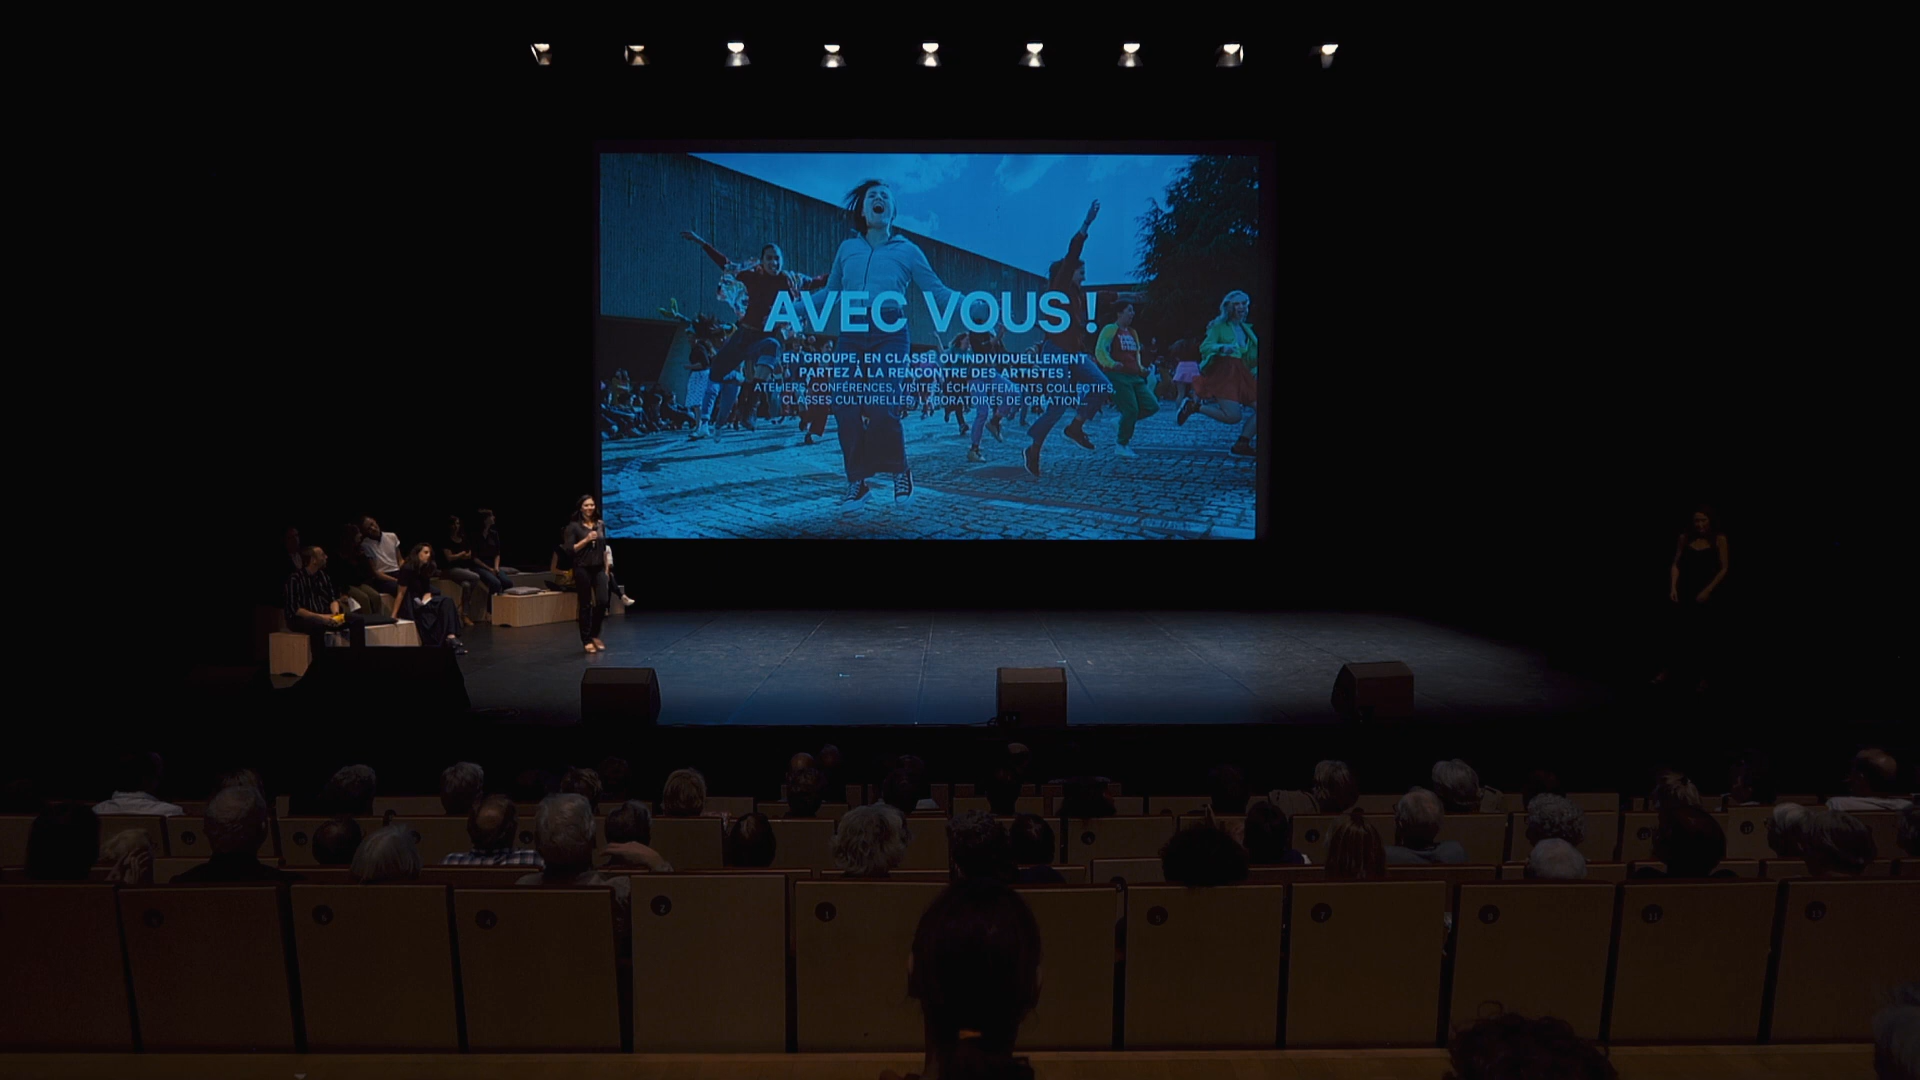 AVEC VOUS !
EN GROUPE, EN CLASSE OU INDIVIDUELLEMENT
PARTEZ À LA RENCONTRE DES ARTISTES :
ATELIERS, CONFÉRENCES, VISITES, ÉCHAUFFEMENTS COLLECTIFS,
CLASSES CULTURELLES, LABORATOIRES DE CRÉATION...